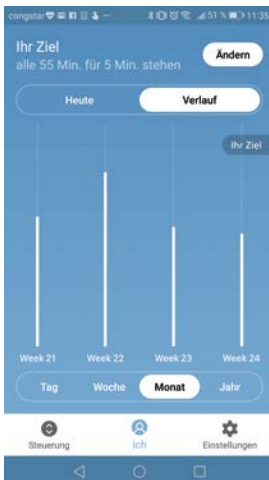 congstar 51 % 11:35
Ihr Ziel
alle 55 Min. für 5 Min. stehen
Ändern
Heute Verlauf
Ihr Ziel
Week 21 Week 22 Week 23 Week 24
Tag Woche Monat Jahr
Steuerung Ich Einstellungen